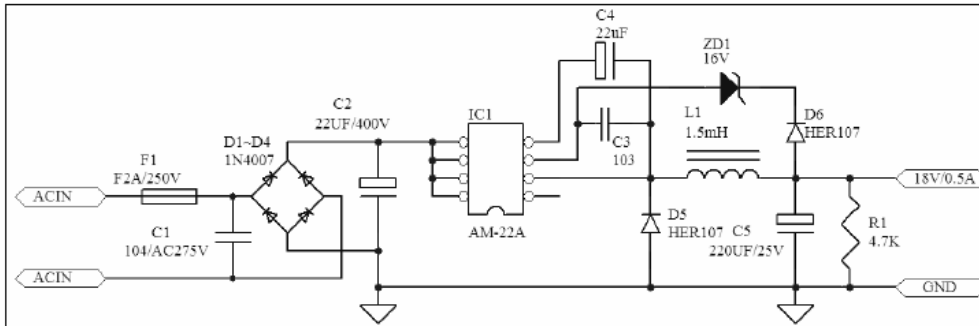 C4
22uF
ZD1
16V
C2
22UF/400V
IC1
L1
1.5mH
D6
HER107
D1~D4
1N4007
C3
103
F1
F2A/250V
ACIN
18V/0.5A
C1
104/AC275V
AM-22A
D5
HER107
C5
220UF/25V
R1
4.7K
ACIN
GND